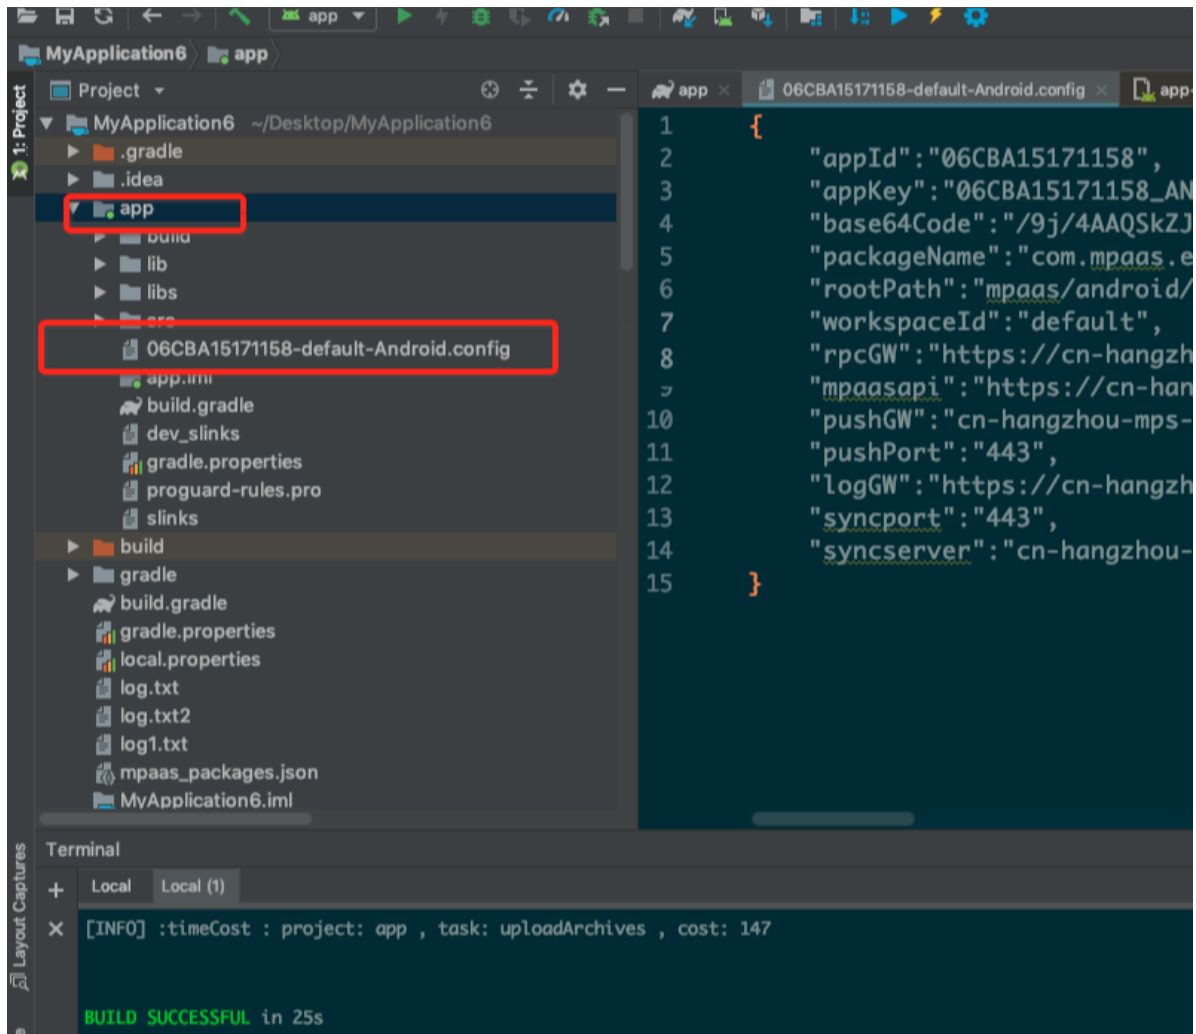 app
MyApplication6 app
1: Project
Project
MyApplication6 ~/Desktop/MyApplication6
.gradle
.idea
app
build
lib
libs
src
06CBA15171158-default-Android.config
app.iml
build.gradle
dev_slinks
gradle.properties
proguard-rules.pro
slinks
build
gradle
build.gradle
gradle.properties
local.properties
log.txt
log.txt2
log1.txt
mpaas_packages.json
MyApplication6.iml
app 06CBA15171158-default-Android.config app-
1 {
2 "appId":"06CBA15171158",
3 "appKey":"06CBA15171158_AN
4 "base64Code":"/9j/4AAQSkZJ
5 "packageName":"com.mpaas.e
6 "rootPath":"mpaas/android/
7 "workspaceId":"default",
8 "rpcGW":"https://cn-hangzh
9 "mpaasapi":"https://cn-han
10 "pushGW":"cn-hangzhou-mps-
11 "pushPort":"443",
12 "logGW":"https://cn-hangzh
13 "syncport":"443",
14 "syncserver":"cn-hangzhou-
15 }
Layout Captures
Terminal
Local Local (1)
[INFO] :timeCost : project: app , task: uploadArchives , cost: 147
BUILD SUCCESSFUL in 25s